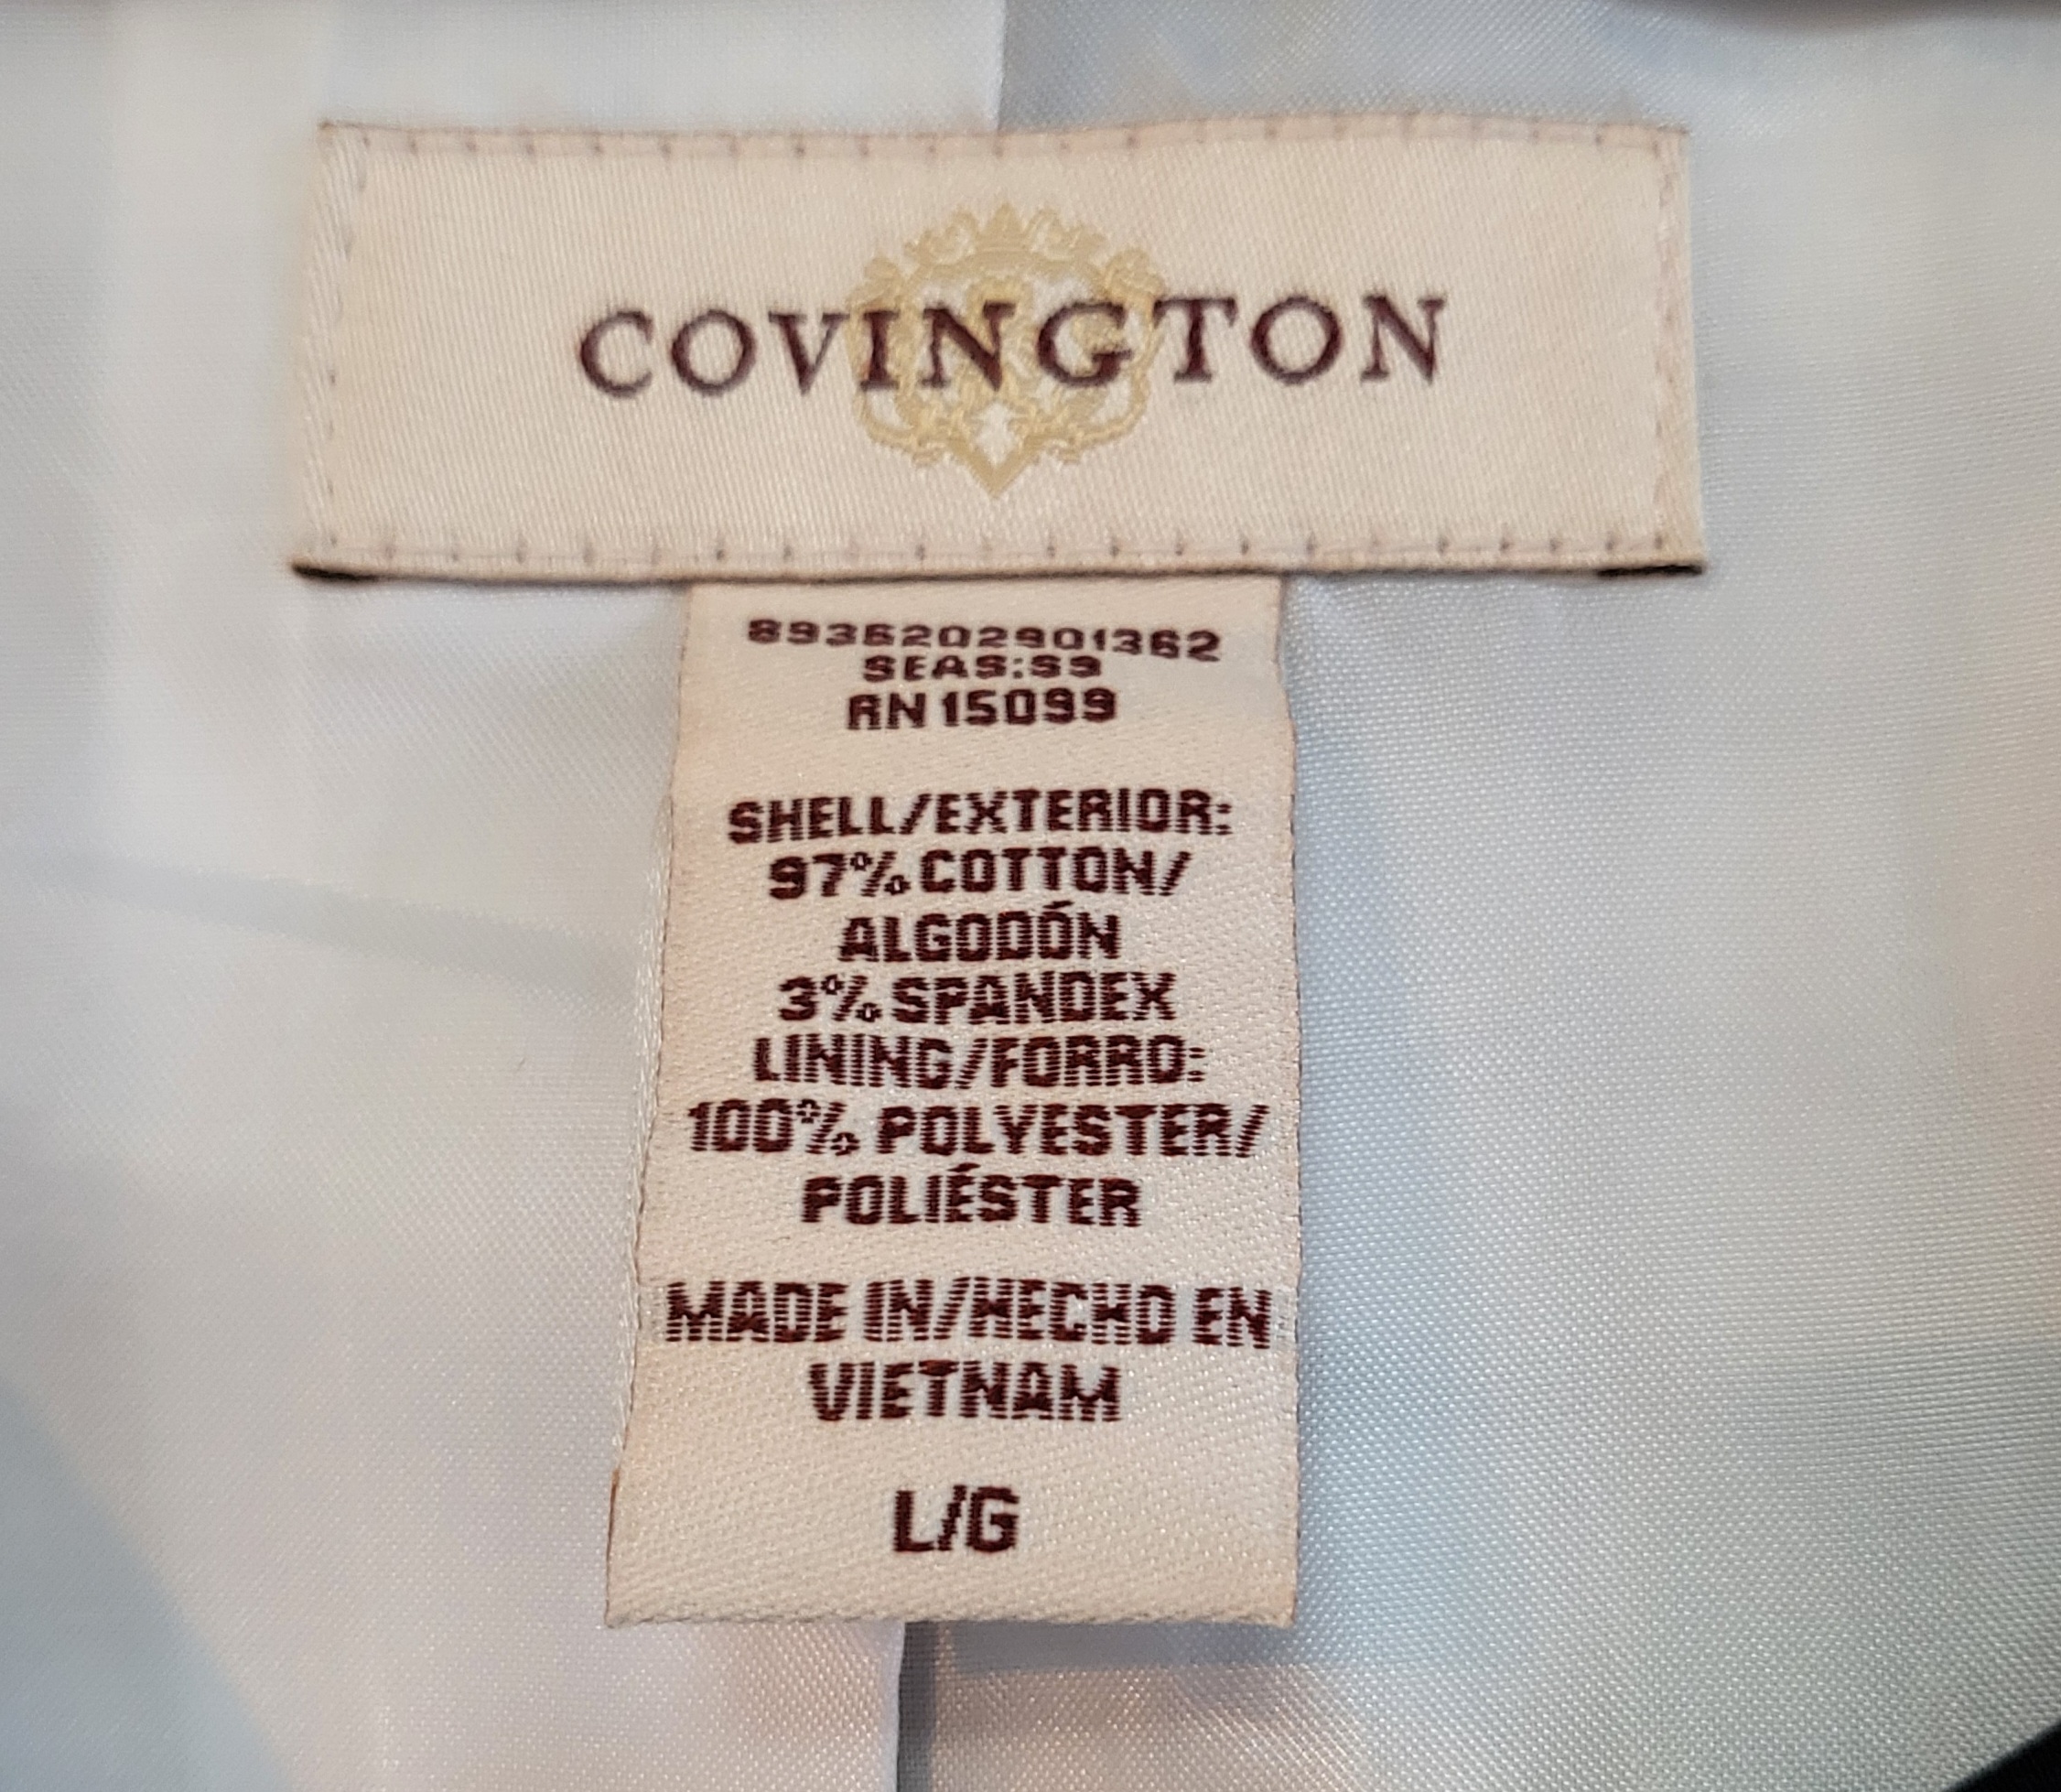 COVINGTON
8936202901362
SEAS:S9
RN 15099
SHELL/EXTERIOR:
97% COTTON/
ALGODÓN
3% SPANDEX
LINING/FORRO:
100% POLYESTER/
POLIÉSTER
MADE IN/HECHO EN
VIETNAM
L/G